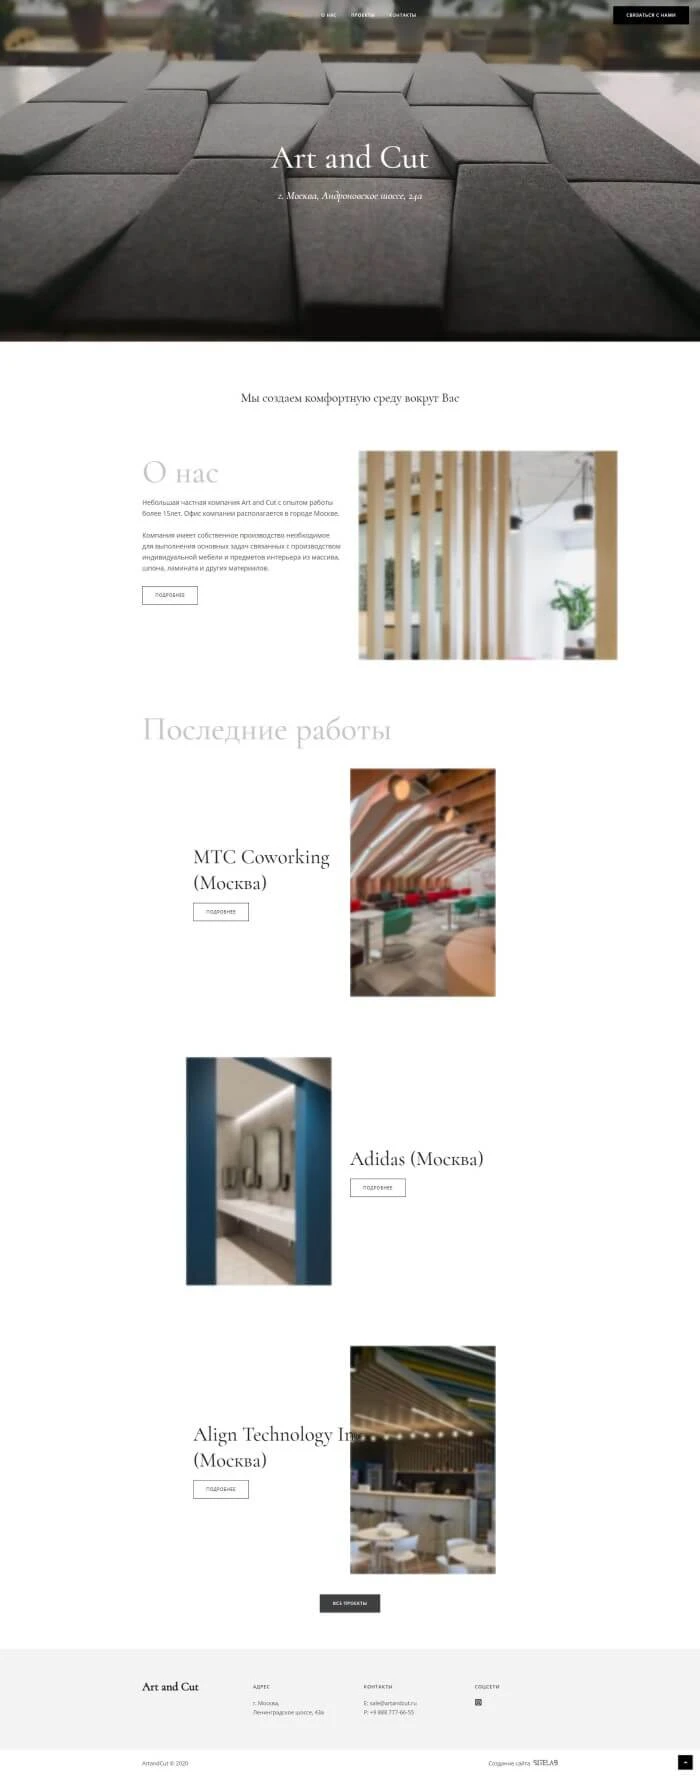 О НАС ПРОЕКТЫ КОНТАКТЫ
СВЯЗАТЬСЯ С НАМИ
Art and Cut
г. Москва, Андроновское шоссе, 24а
Мы создаем комфортную среду вокруг Вас
О нас
Небольшая частная компания Art and Cut с опытом работы
более 15лет. Офис компании располагается в городе Москве.
Компания имеет собственное производство необходимое
для выполнения основных задач связанных с производством
индивидуальной мебели и предметов интерьера из массива,
шпона, ламината и других материалов.
ПОДРОБНЕЕ
Последние работы
МТС Coworking
(Москва)
ПОДРОБНЕЕ
Adidas (Москва)
ПОДРОБНЕЕ
Align Technology Inc
(Москва)
ПОДРОБНЕЕ
ВСЕ ПРОЕКТЫ
Art and Cut
АДРЕС
г. Москва,
Ленинградское шоссе, 43а
КОНТАКТЫ
E: sale@artandcut.ru
P: +9 888 777-66-55
СОЦСЕТИ
ArtandCut © 2020
Создание сайта SITELAB